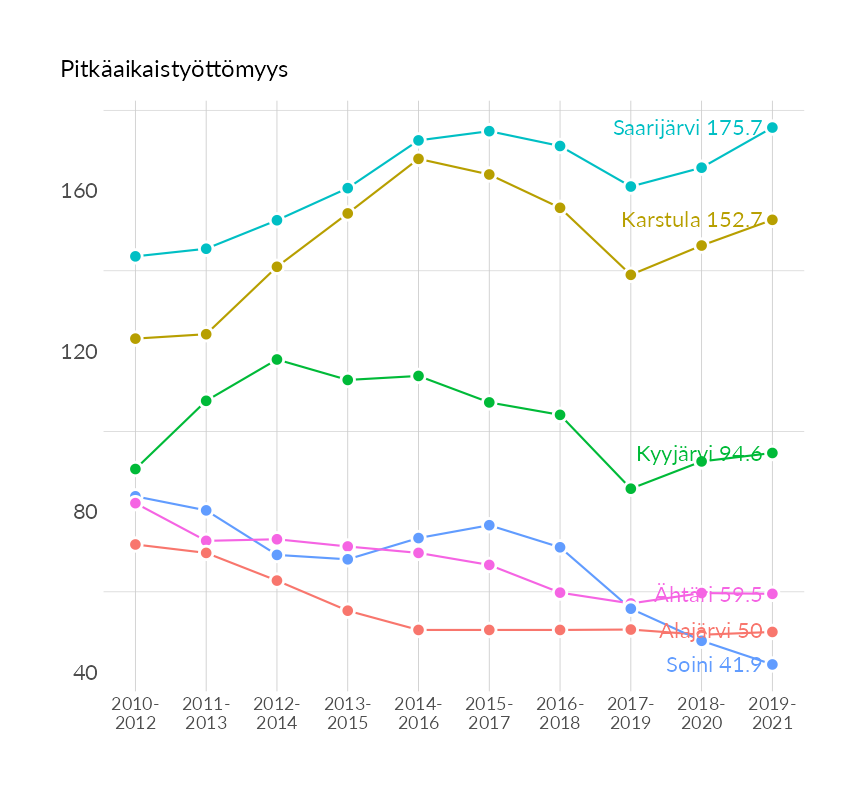 Pitkäaikaistyöttömyys
Saarijärvi 175.7
160
Karstula 152.7
120
Kyyjärvi 94.6
80
Ähtäri 59.5
Alajärvi 50
Soini 41.9
40
2010- 2011- 2012- 2013- 2014- 2015- 2016- 2017- 2018- 2019-
2012 2013 2014 2015 2016 2017 2018 2019 2020 2021